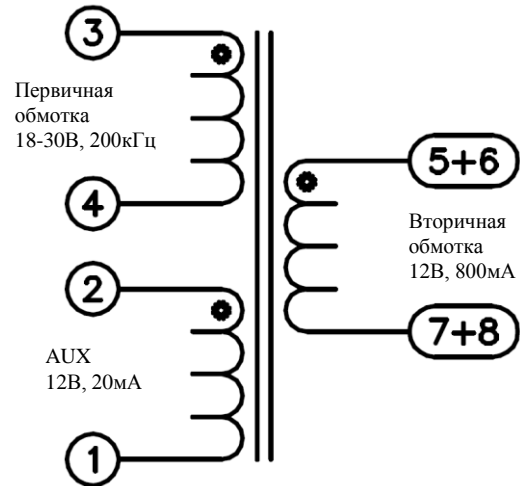 3
Первичная
обмотка
18-30В, 200кГц
4
5+6
Вторичная
обмотка
12В, 800мА
7+8
2
AUX
12В, 20мА
1